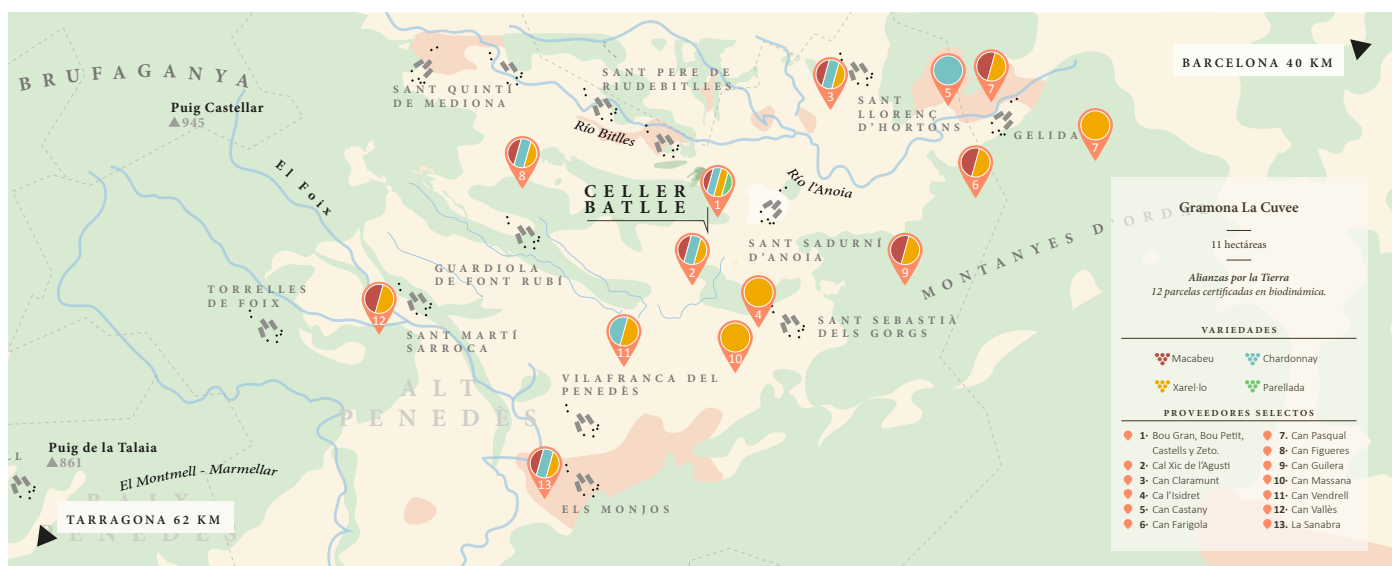 BRUFAGANYA
Puig Castellar
945
SANT QUINTÍ
DE MEDIONA
SANT PERE DE
RIUDEBITLLES
Río Bitlles
3
SANT
LLORENÇ
D'HORTONS
5
7
GELIDA
7
BARCELONA 40 KM
El Foix
8
CELLER
BATLLE
1
Río l'Anoia
6
2
SANT SADURNÍ
D'ANOIA
9
MONTANYES D'ORDAL
GUARDIOLA
DE FONT RUBÍ
TORRELLES
DE FOIX
12
SANT MARTÍ
SARROCA
11
4
10
SANT SEBASTIÀ
DELS GORGS
VILAFRANCA DEL
PENEDÈS
ALT
PENEDÈS
Puig de la Talaia
861
LL
El Montmell - Marmellar
BAIX
PENEDÈS
TARRAGONA 62 KM
13
ELS MONJOS
Gramona La Cuvee
11 hectáreas
Alianzas por la Tierra
12 parcelas certificadas en biodinámica.
VARIEDADES
Macabeu
Chardonnay
Xarel·lo
Parellada
PROVEEDORES SELECTOS
1· Bou Gran, Bou Petit,
Castells y Zeto.
2· Cal Xic de l'Agustí
3· Can Claramunt
4· Ca l'Isidret
5· Can Castany
6· Can Farigola
7. Can Pasqual
8· Can Figueres
9· Can Guilera
10· Can Massana
11· Can Vendrell
12· Can Vallès
13. La Sanabra